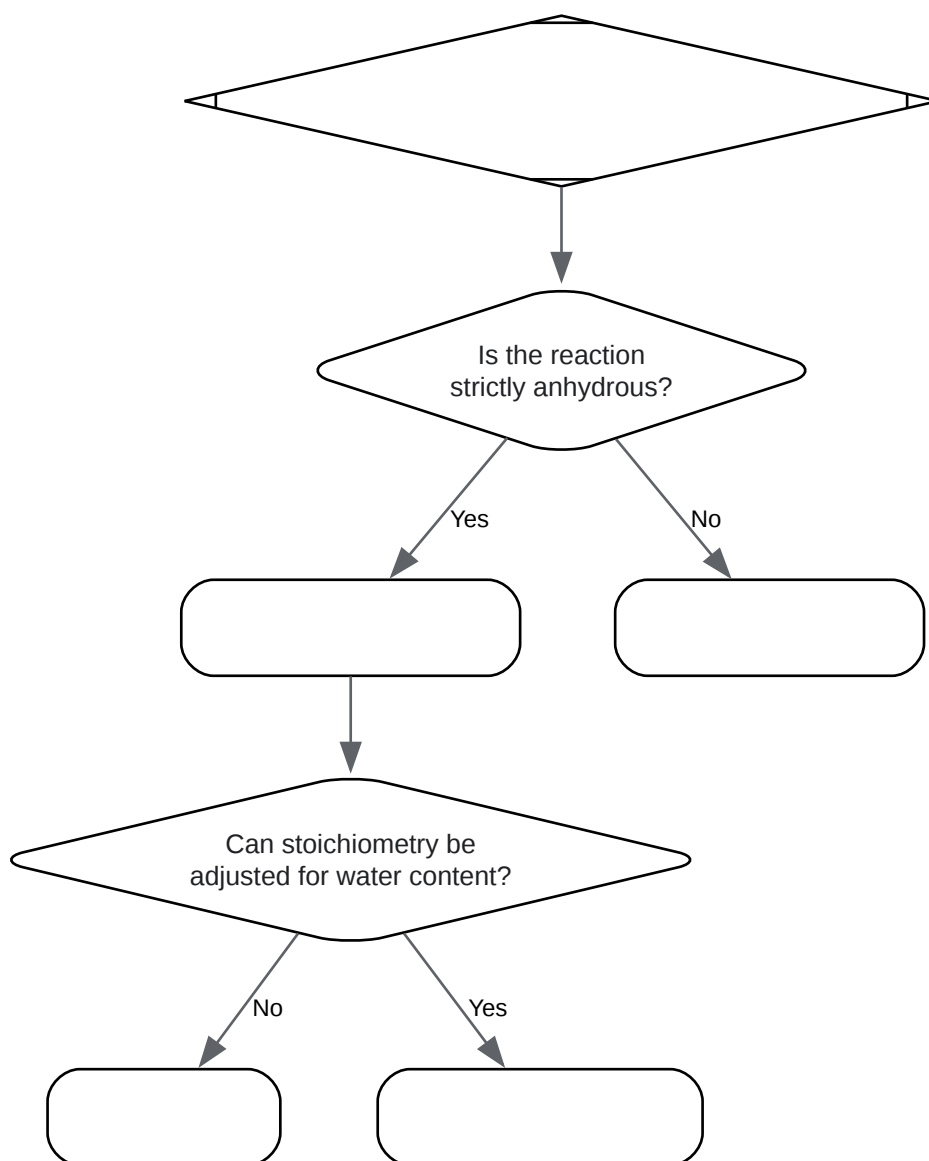 Is the reaction
strictly anhydrous?
Yes
No
Can stoichiometry be
adjusted for water content?
No
Yes